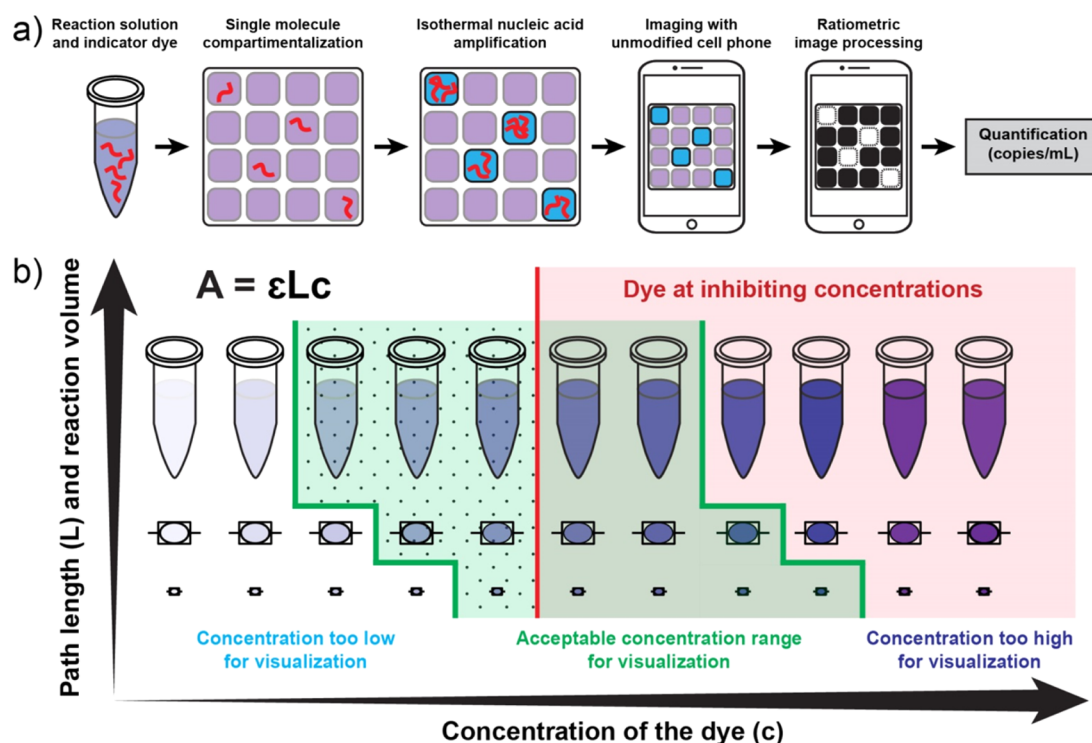 a)
Reaction solution
and indicator dye
Single molecule
compartimentalization
Isothermal nucleic acid
amplification
Imaging with
unmodified cell phone
Ratiometric
image processing
Quantification
(copies/mL)
b)
A = εLc
Dye at inhibiting concentrations
Path length (L) and reaction volume
Concentration too low
for visualization
Acceptable concentration range
for visualization
Concentration too high
for visualization
Concentration of the dye (c)